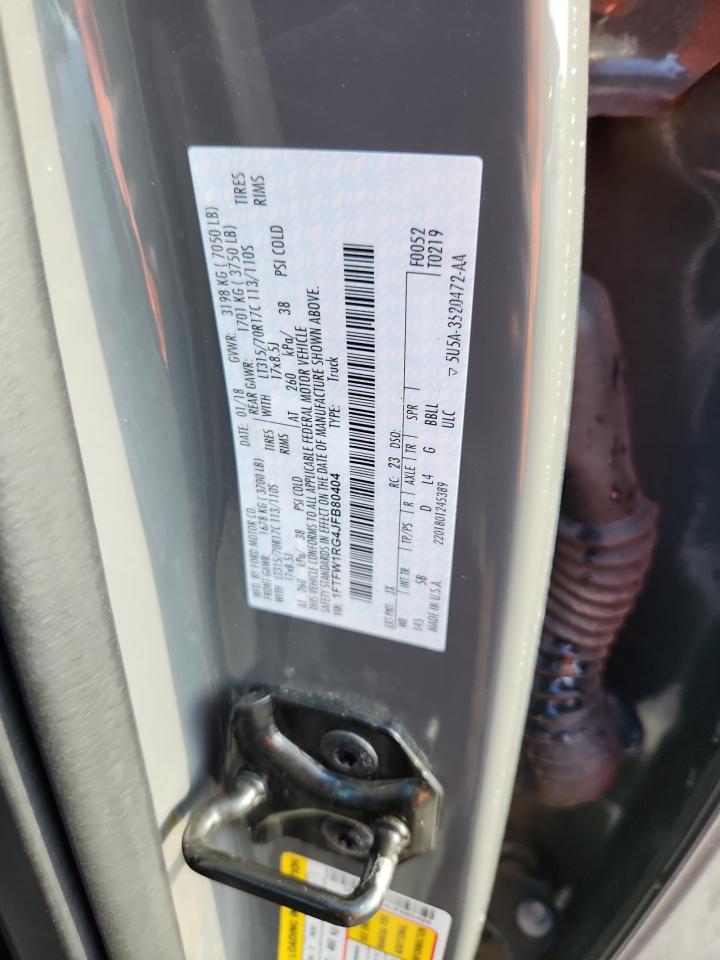 MFD. BY FORD MOTOR CO.
DATE: 01/18 GVWR: 3198 KG ( 7050 LB)
FRONT GAWR: 1678 KG (3700 LB) REAR GAWR: 1701 KG ( 3750 LB)
WITH LT315/70R17C 113/110S TIRES WITH LT315/70R17C 113/110S TIRES
17x8.5J RIMS 17x8.5J RIMS
AT 260 kPa/ 38 PSI COLD AT 260 kPa/ 38 PSI COLD
THIS VEHICLE CONFORMS TO ALL APPLICABLE FEDERAL MOTOR VEHICLE
SAFETY STANDARDS IN EFFECT ON THE DATE OF MANUFACTURE SHOWN ABOVE.
VIN: 1FTFW1RG4JFB80404 TYPE: Truck
EXT PNT: JX RC: 23 DSO: F0052
WB INT TR TP/PS R AXLE TR SPR T0219
145 5B D L4 G BBLL
MADE IN U.S.A. 2201801245389 ULC ▽ 5U5A-3520472-AA
LOADING